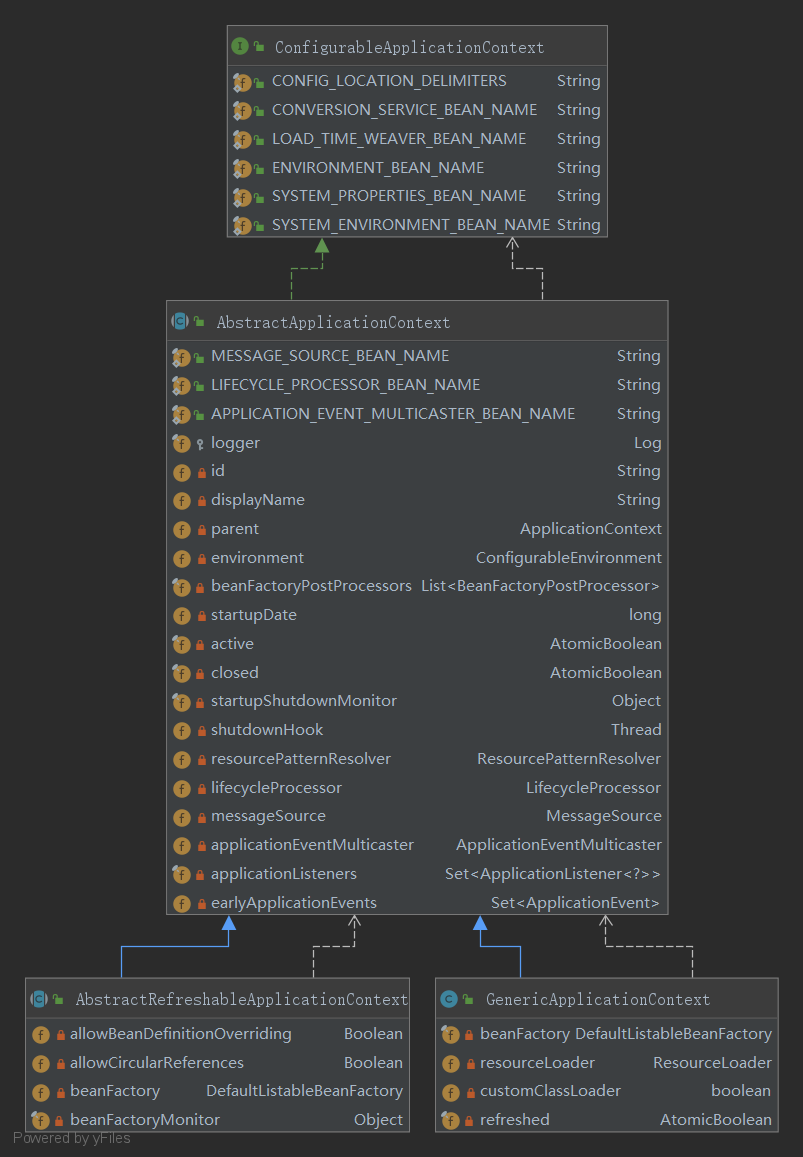 ConfigurableApplicationContext
CONFIG_LOCATION_DELIMITERS String
CONVERSION_SERVICE_BEAN_NAME String
LOAD_TIME_WEAVER_BEAN_NAME String
ENVIRONMENT_BEAN_NAME String
SYSTEM_PROPERTIES_BEAN_NAME String
SYSTEM_ENVIRONMENT_BEAN_NAME String
AbstractApplicationContext
MESSAGE_SOURCE_BEAN_NAME String
LIFECYCLE_PROCESSOR_BEAN_NAME String
APPLICATION_EVENT_MULTICASTER_BEAN_NAME String
logger Log
id String
displayName String
parent ApplicationContext
environment ConfigurableEnvironment
beanFactoryPostProcessors List<BeanFactoryPostProcessor>
startupDate long
active AtomicBoolean
closed AtomicBoolean
startupShutdownMonitor Object
shutdownHook Thread
resourcePatternResolver ResourcePatternResolver
lifecycleProcessor LifecycleProcessor
messageSource MessageSource
applicationEventMulticaster ApplicationEventMulticaster
applicationListeners Set<ApplicationListener<?>>
earlyApplicationEvents Set<ApplicationEvent>
AbstractRefreshableApplicationContext
allowBeanDefinitionOverriding Boolean
allowCircularReferences Boolean
beanFactory DefaultListableBeanFactory
beanFactoryMonitor Object
GenericApplicationContext
beanFactory DefaultListableBeanFactory
resourceLoader ResourceLoader
customClassLoader boolean
refreshed AtomicBoolean
Powered by yFiles